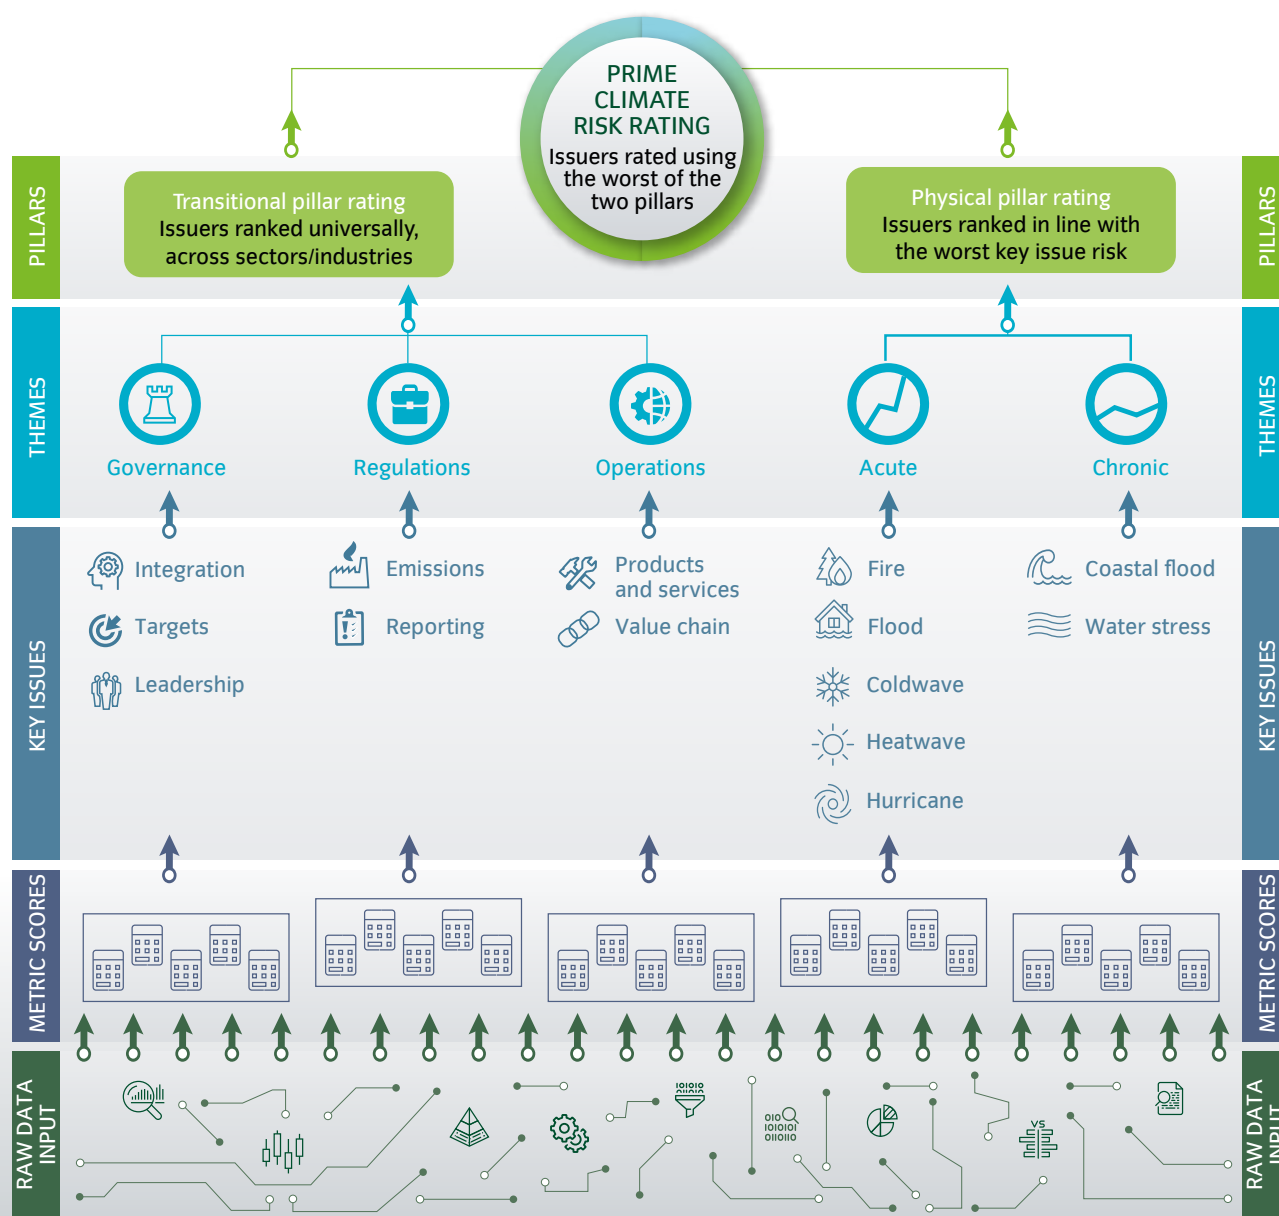 PRIME
CLIMATE
RISK RATING
Issuers rated using
the worst of the
two pillars
PILLARS
Transitional pillar rating
Issuers ranked universally,
across sectors/industries
Physical pillar rating
Issuers ranked in line with
the worst key issue risk
PILLARS
THEMES
Governance
Regulations
Operations
Acute
Chronic
THEMES
KEY ISSUES
Integration
Targets
Leadership
Emissions
Reporting
Products
and services
Value chain
Fire
Flood
Coldwave
Heatwave
Hurricane
Coastal flood
Water stress
KEY ISSUES
METRIC SCORES
METRIC SCORES
RAW DATA
INPUT
010
101010
VS
RAW DATA
INPUT